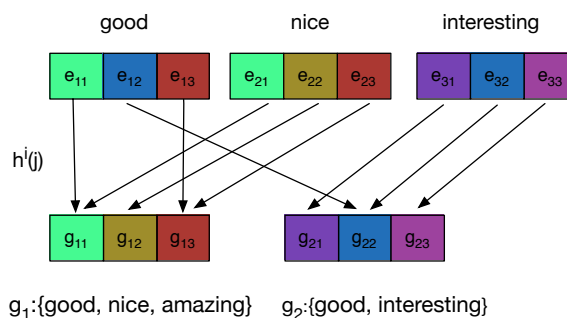 good nice interesting
e11 e12 e13 e21 e22 e23 e31 e32 e33
h^i(j)
g11 g12 g13 g21 g22 g23
g1:{good, nice, amazing} g2:{good, interesting}